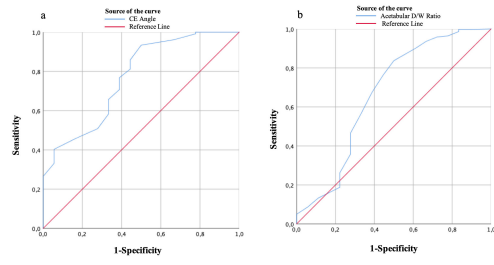 a
Source of the curve
CE Angle
Reference Line
1,0
0,8
0,6
0,4
0,2
0,0
Sensitivity
0,0 0,2 0,4 0,6 0,8 1,0
1-Specificity
b
Source of the curve
Acetabular D/W Ratio
Reference Line
1,0
0,8
0,6
0,4
0,2
0,0
Sensitivity
0,0 0,2 0,4 0,6 0,8 1,0
1-Specificity